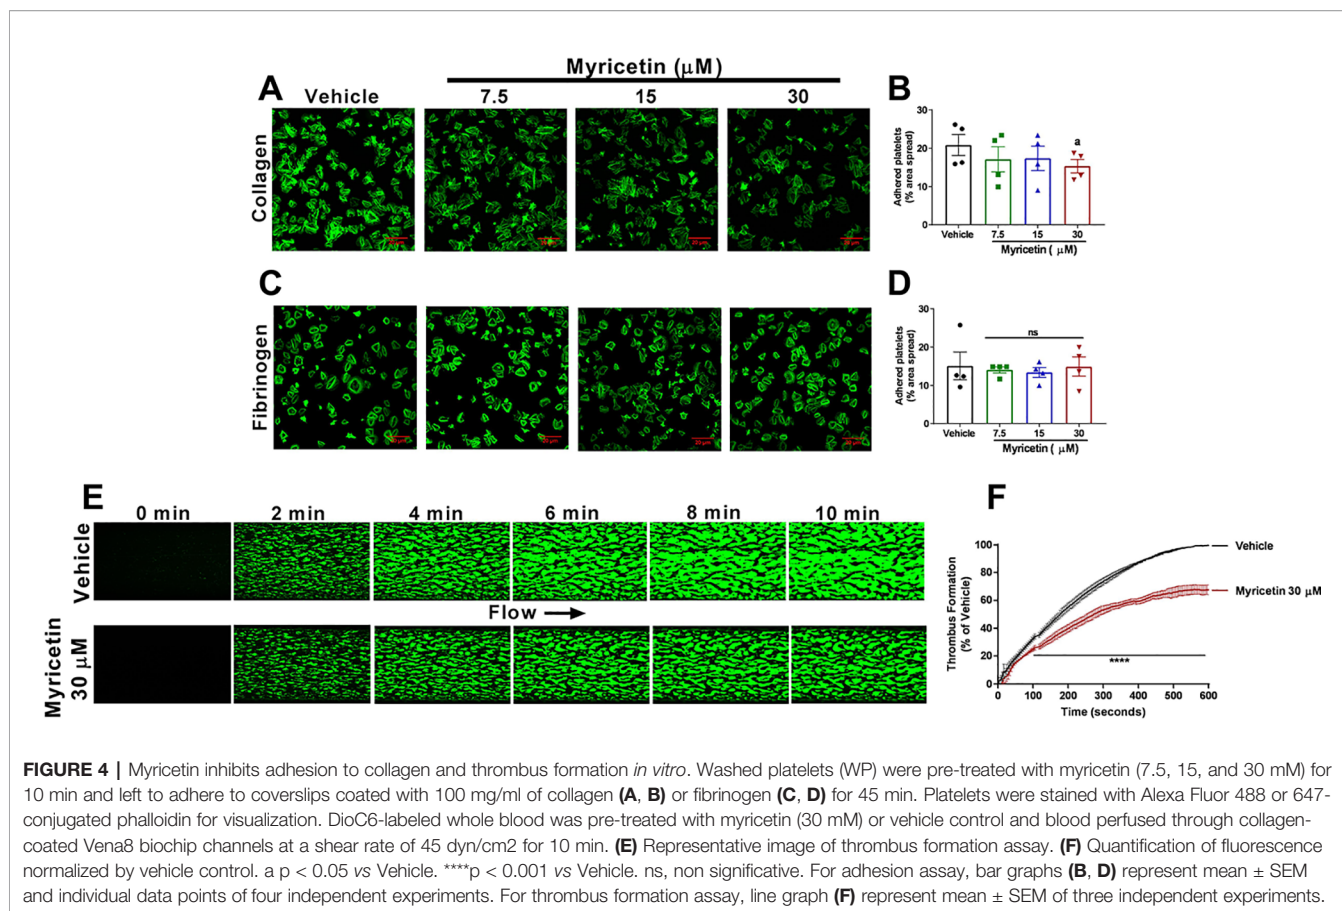 Myricetin (μM)
A
Vehicle
7.5
15
30
Collagen
B
Adhered platelets
(% area spread)
30
20
10
0
a
Vehicle
7.5
15
30
Myricetin ( μM)
C
Fibrinogen
20 μm
D
Adhered platelets
(% area spread)
30
20
10
0
ns
Vehicle
7.5
15
30
Myricetin ( μM)
E
0 min
2 min
4 min
6 min
8 min
10 min
Vehicle
Flow
Myricetin
30 μM
F
Thrombus Formation
(% of Vehicle)
100
80
60
40
20
0
0
100
200
300
400
500
600
Time (seconds)
Vehicle
Myricetin 30 μM
****
FIGURE 4 | Myricetin inhibits adhesion to collagen and thrombus formation in vitro. Washed platelets (WP) were pre-treated with myricetin (7.5, 15, and 30 mM) for
10 min and left to adhere to coverslips coated with 100 mg/ml of collagen (A, B) or fibrinogen (C, D) for 45 min. Platelets were stained with Alexa Fluor 488 or 647-
conjugated phalloidin for visualization. DioC6-labeled whole blood was pre-treated with myricetin (30 mM) or vehicle control and blood perfused through collagen-
coated Vena8 biochip channels at a shear rate of 45 dyn/cm2 for 10 min. (E) Representative image of thrombus formation assay. (F) Quantification of fluorescence
normalized by vehicle control. a p < 0.05 vs Vehicle. ****p < 0.001 vs Vehicle. ns, non significative. For adhesion assay, bar graphs (B, D) represent mean ± SEM
and individual data points of four independent experiments. For thrombus formation assay, line graph (F) represent mean ± SEM of three independent experiments.